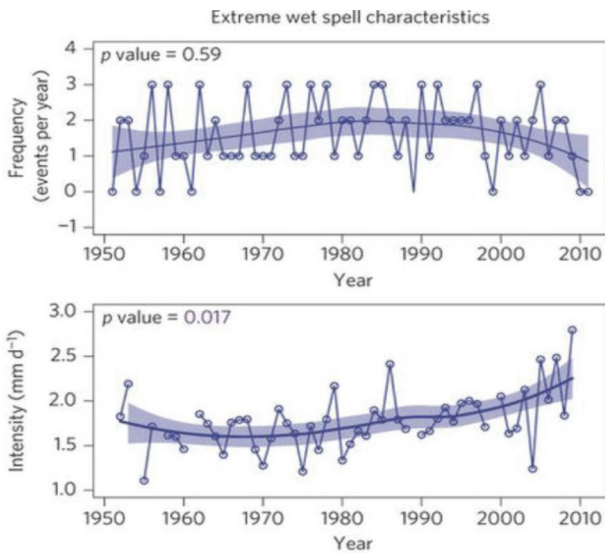 Extreme wet spell characteristics
p value = 0.59
Frequency
(events per year)
4
3
2
1
0
−1
1950 1960 1970 1980 1990 2000 2010
Year
p value = 0.017
Intensity (mm d⁻¹)
3.0
2.5
2.0
1.5
1.0
1950 1960 1970 1980 1990 2000 2010
Year